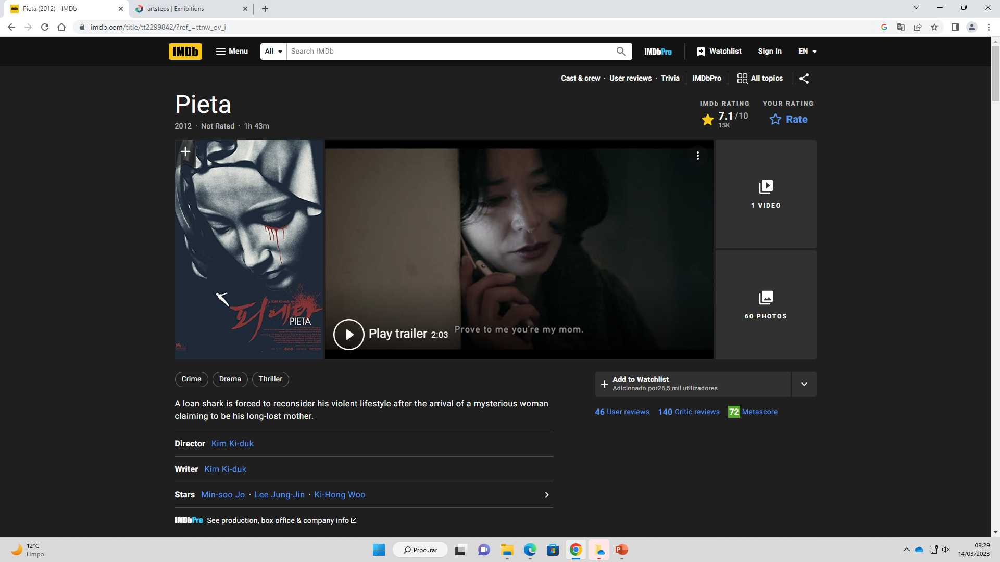 Pieta (2012) - IMDb
artsteps | Exhibitions
imdb.com/title/tt2299842/?ref_=ttnw_ov_i
IMDb
Menu
All
Search IMDb
IMDbPro
Watchlist
Sign In
EN
Cast & crew · User reviews · Trivia
IMDbPro
All topics
Pieta
2012 · Not Rated · 1h 43m
IMDb RATING
7.1/10
15K
YOUR RATING
Rate
KIM Ki-duk
피에타
PIETA
Play trailer 2:03
Prove to me you're my mom.
1 VIDEO
60 PHOTOS
Crime
Drama
Thriller
A loan shark is forced to reconsider his violent lifestyle after the arrival of a mysterious woman
claiming to be his long-lost mother.
Director Kim Ki-duk
Writer Kim Ki-duk
Stars Min-soo Jo · Lee Jung-Jin · Ki-Hong Woo
IMDbPro See production, box office & company info
Add to Watchlist
Adicionado por26,5 mil utilizadores
46 User reviews
140 Critic reviews
72 Metascore
12°C
Limpo
Procurar
09:29
14/03/2023